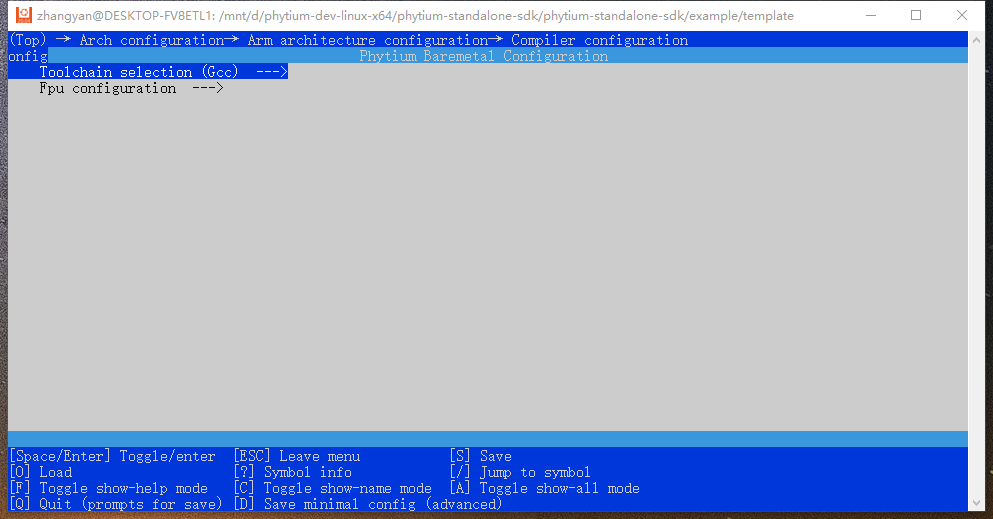 zhangyan@DESKTOP-FV8ETL1: /mnt/d/phytium-dev-linux-x64/phytium-standalone-sdk/phytium-standalone-sdk/example/template
(Top) → Arch configuration→ Arm architecture configuration→ Compiler configuration
onfig Phytium Baremetal Configuration
Toolchain selection (Gcc) --->
Fpu configuration --->
[Space/Enter] Toggle/enter [ESC] Leave menu [S] Save
[O] Load [?] Symbol info [/] Jump to symbol
[F] Toggle show-help mode [C] Toggle show-name mode [A] Toggle show-all mode
[Q] Quit (prompts for save) [D] Save minimal config (advanced)